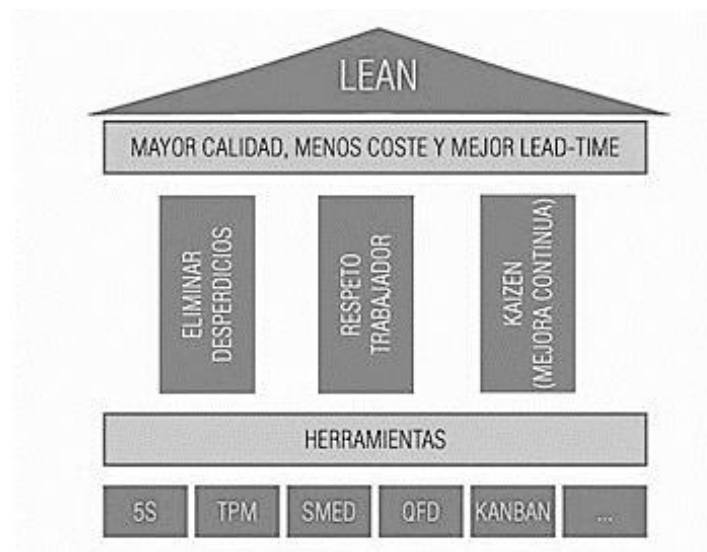 LEAN
MAYOR CALIDAD, MENOS COSTE Y MEJOR LEAD-TIME
ELIMINAR
DESPERDICIOS
RESPETO
TRABAJADOR
KAIZEN
(MEJORA CONTINUA)
HERRAMIENTAS
5S
TPM
SMED
QFD
KANBAN
...